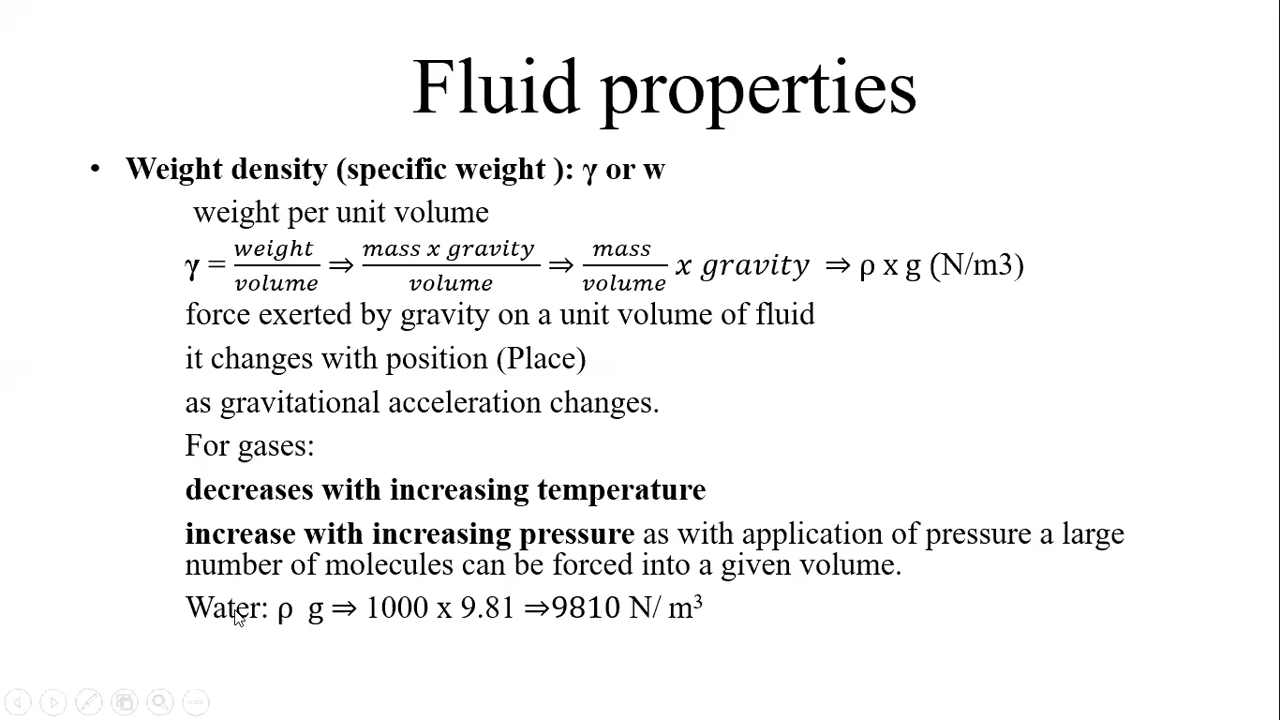 Fluid properties
• Weight density (specific weight ): γ or w
weight per unit volume
γ = weight/volume ⇒ mass x gravity/volume ⇒ mass/volume x gravity ⇒ ρ x g (N/m3)
force exerted by gravity on a unit volume of fluid
it changes with position (Place)
as gravitational acceleration changes.
For gases:
decreases with increasing temperature
increase with increasing pressure as with application of pressure a large
number of molecules can be forced into a given volume.
Water: ρ g ⇒ 1000 x 9.81 ⇒9810 N/ m³